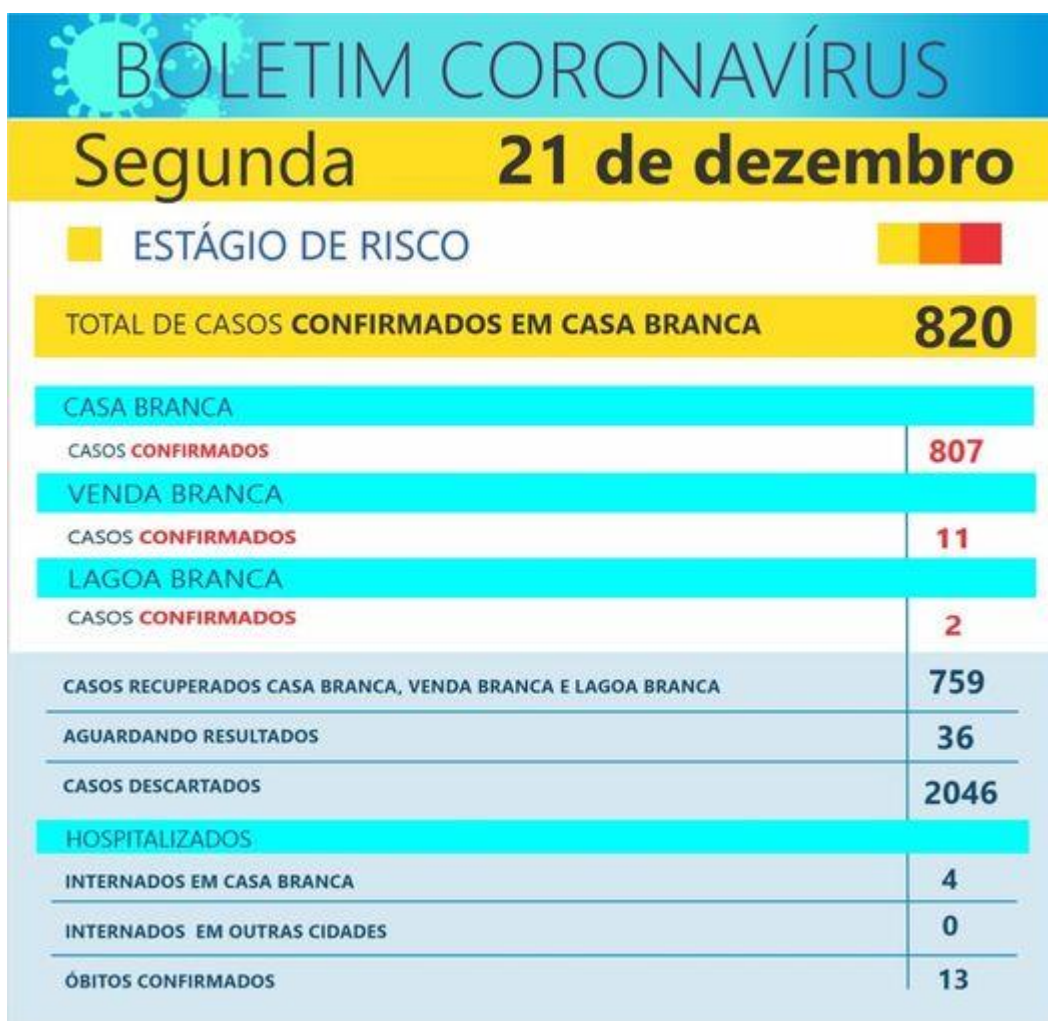 BOLETIM CORONAVÍRUS
Segunda 21 de dezembro
ESTÁGIO DE RISCO
TOTAL DE CASOS CONFIRMADOS EM CASA BRANCA 820
CASA BRANCA
CASOS CONFIRMADOS 807
VENDA BRANCA
CASOS CONFIRMADOS 11
LAGOA BRANCA
CASOS CONFIRMADOS 2
CASOS RECUPERADOS CASA BRANCA, VENDA BRANCA E LAGOA BRANCA 759
AGUARDANDO RESULTADOS 36
CASOS DESCARTADOS 2046
HOSPITALIZADOS
INTERNADOS EM CASA BRANCA 4
INTERNADOS EM OUTRAS CIDADES 0
ÓBITOS CONFIRMADOS 13